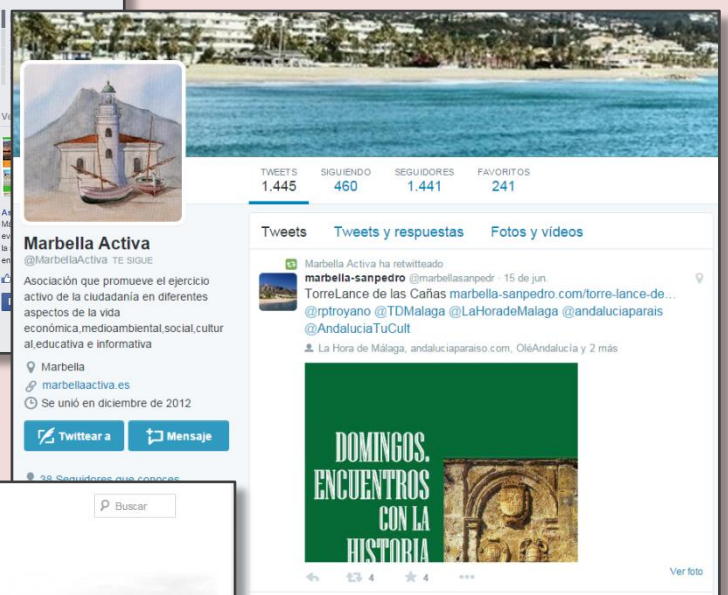 TWEETS SIGUIENDO SEGUIDORES FAVORITOS
1.445 460 1.441 241
Marbella Activa
@MarbellaActiva TE SIGUE
Asociación que promueve el ejercicio
activo de la ciudadanía en diferentes
aspectos de la vida
económica,medioambiental,social,cultur
al,educativa e informativa
Marbella
marbellaactiva.es
Se unió en diciembre de 2012
Twittear a Mensaje
38 Seguidores que conoces
Tweets Tweets y respuestas Fotos y vídeos
Marbella Activa ha retwitteado
marbella-sanpedro @marbellasanpedr · 15 de jun.
TorreLance de las Cañas marbella-sanpedro.com/torre-lance-de...
@rptroyano @TDMalaga @LaHoradeMalaga @andaluciaparais
@AndaluciaTuCult
La Hora de Málaga, andaluciaparaiso.com, OléAndalucía y 2 más
DOMINGOS.
ENCUENTROS
CON LA
HISTORIA
4 4 Ver foto
Buscar